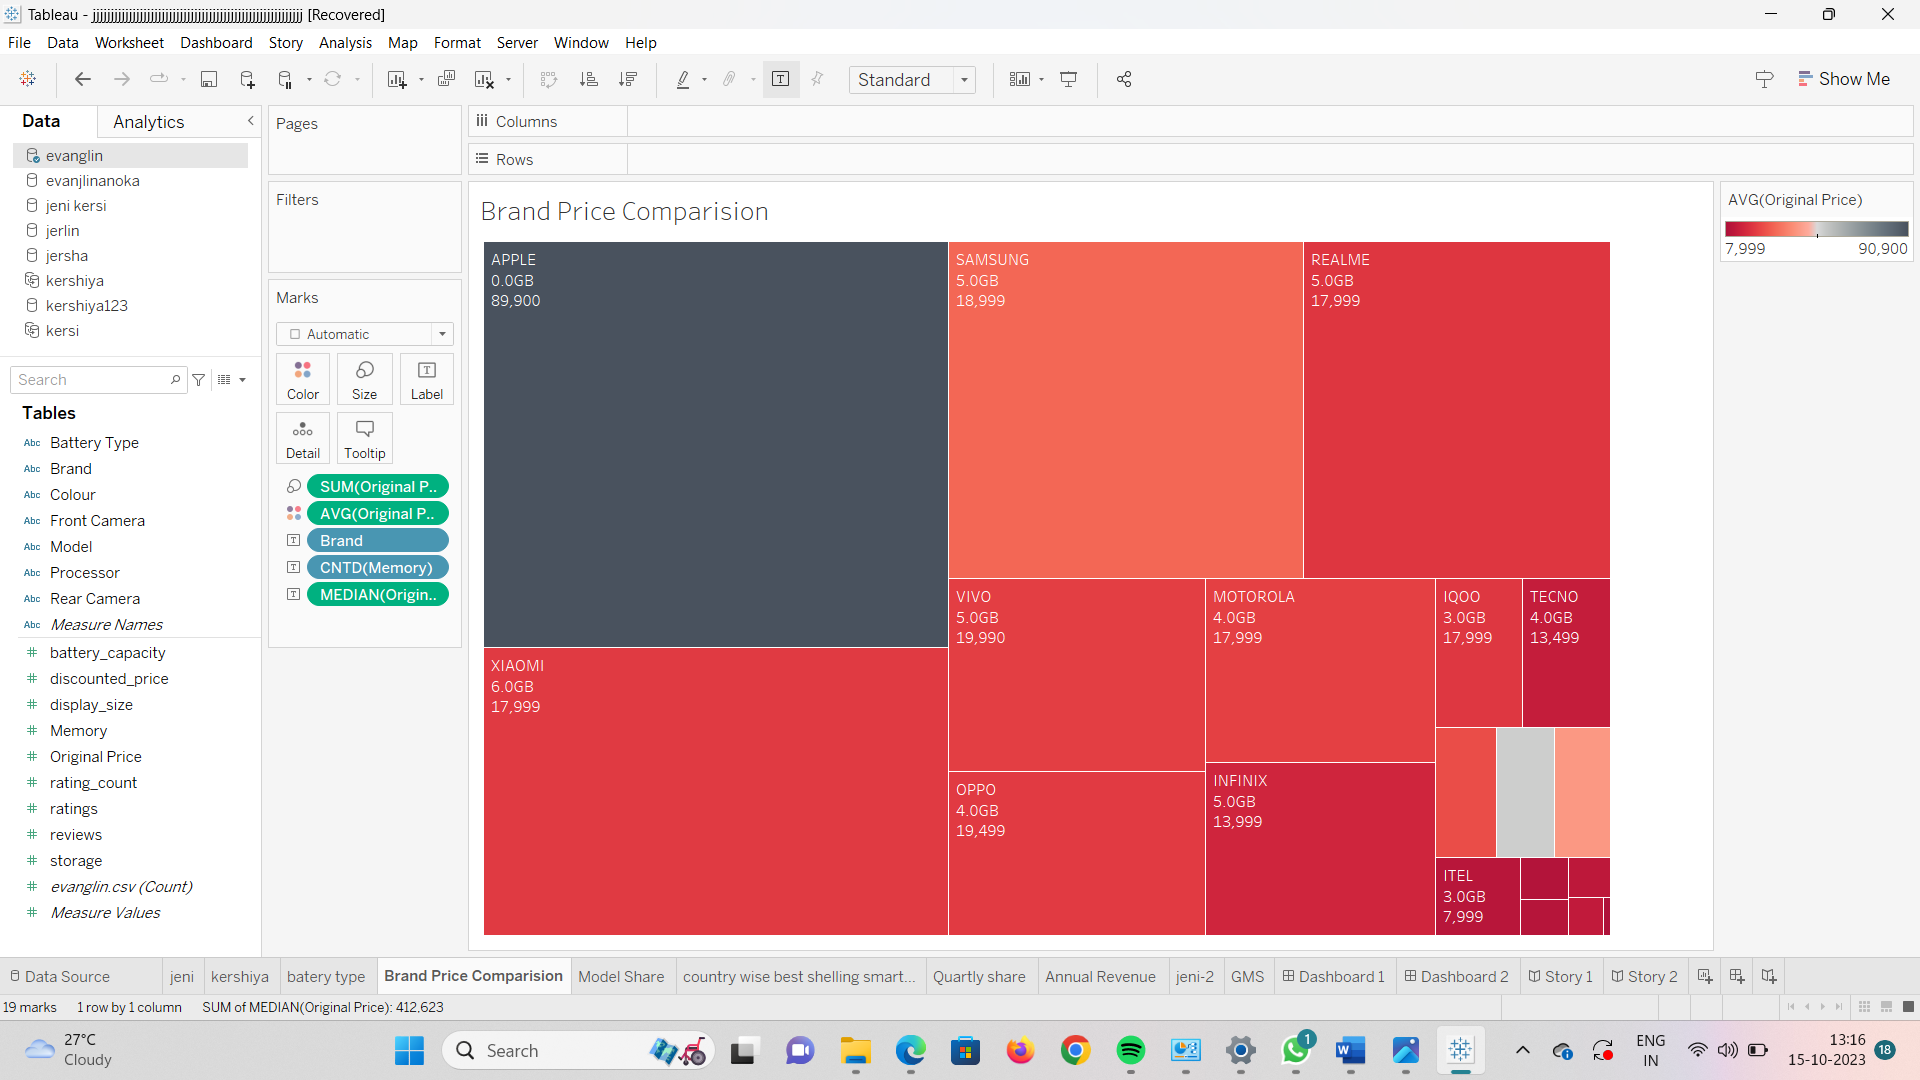 Tableau - jjjjjjjjjjjjjjjjjjjjjjjjjjjjjjjjjjjjjjjjjjjjjjjjjjjjjjjjjj [Recovered]
File Data Worksheet Dashboard Story Analysis Map Format Server Window Help
Standard
Show Me
Data Analytics
evanglin
evanjlinanoka
jeni kersi
jerlin
jersha
kershiya
kershiya123
kersi
Search
Tables
Abc Battery Type
Abc Brand
Abc Colour
Abc Front Camera
Abc Model
Abc Processor
Abc Rear Camera
Abc Measure Names
# battery_capacity
# discounted_price
# display_size
# Memory
# Original Price
# rating_count
# ratings
# reviews
# storage
# evanglin.csv (Count)
# Measure Values
Pages
Filters
Marks
Automatic
Color Size Label
Detail Tooltip
SUM(Original P..
AVG(Original P..
Brand
CNTD(Memory)
MEDIAN(Origin..
Columns
Rows
Brand Price Comparision
APPLE
0.0GB
89,900
SAMSUNG
5.0GB
18,999
REALME
5.0GB
17,999
XIAOMI
6.0GB
17,999
VIVO
5.0GB
19,990
MOTOROLA
4.0GB
17,999
IQOO
3.0GB
17,999
TECNO
4.0GB
13,499
OPPO
4.0GB
19,499
INFINIX
5.0GB
13,999
ITEL
3.0GB
7,999
AVG(Original Price)
7,999 90,900
Data Source jeni kershiya batery type Brand Price Comparision Model Share country wise best shelling smart... Quartly share Annual Revenue jeni-2 GMS Dashboard 1 Dashboard 2 Story 1 Story 2
19 marks 1 row by 1 column SUM of MEDIAN(Original Price): 412,623
27°C
Cloudy
Search
1
ENG
IN
13:16
15-10-2023
18